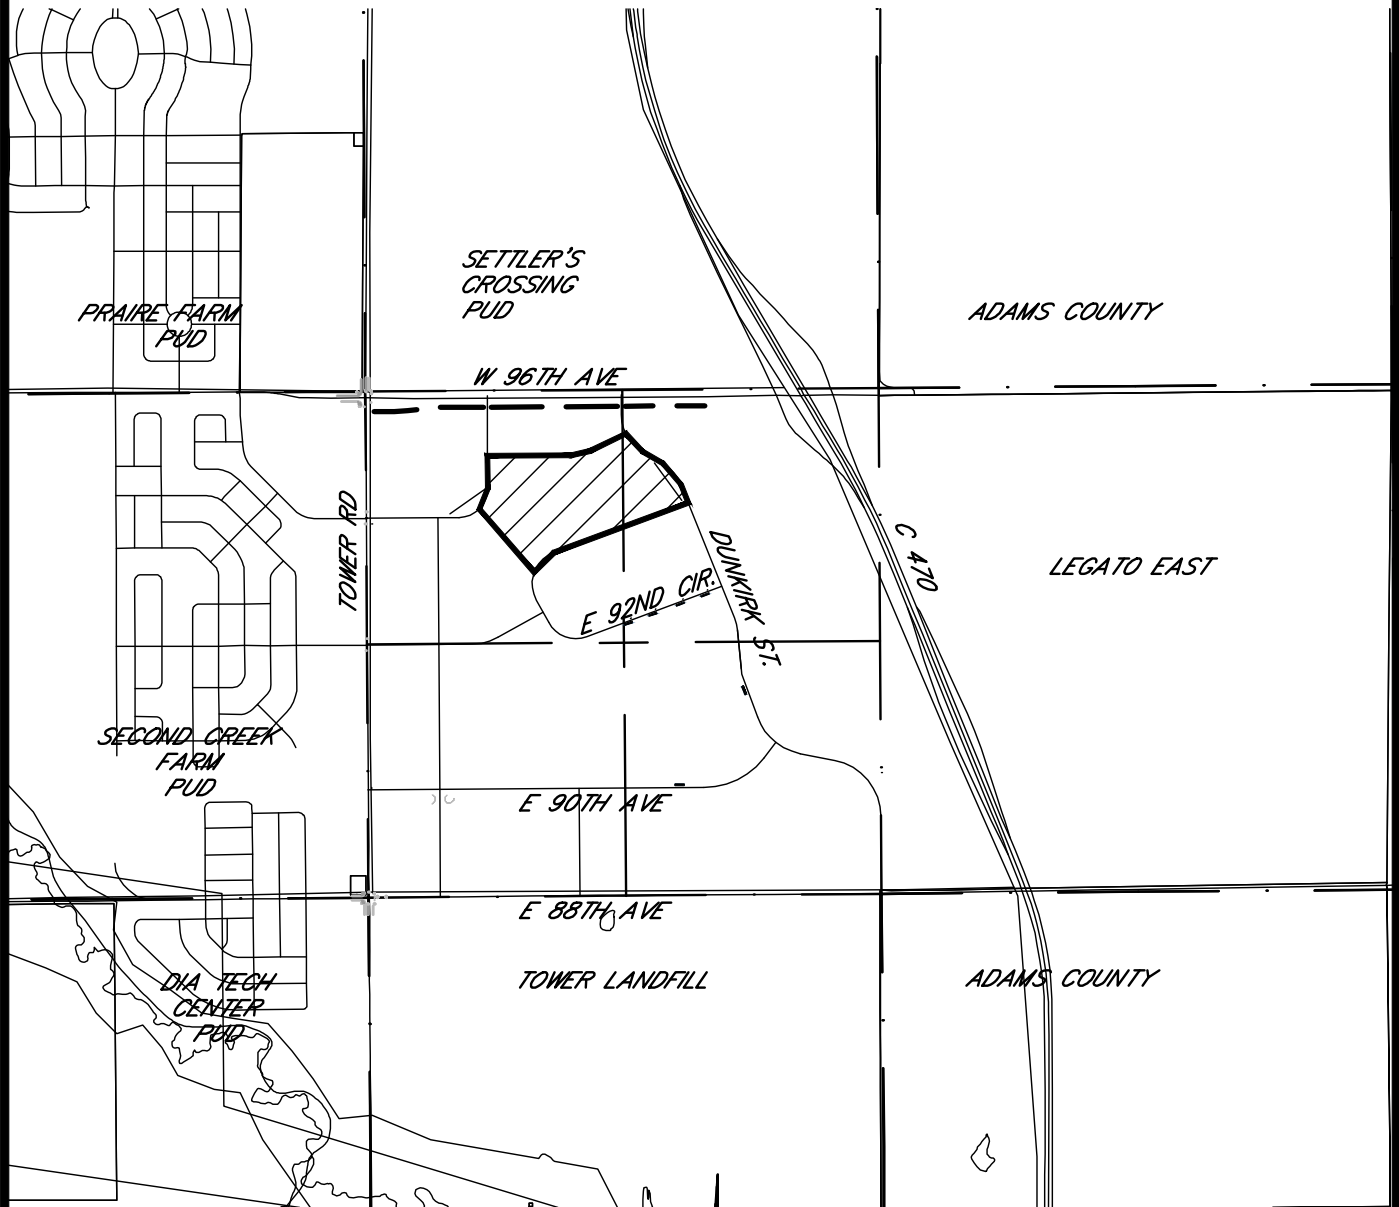 SETTLER'S
CROSSING
PUD
PRAIRE FARM
PUD
ADAMS COUNTY
W 96TH AVE
TOWER RD
C 470
DUNKIRK ST.
LEGATO EAST
E 92ND CIR.
SECOND CREEK
FARM
PUD
E 90TH AVE
E 88TH AVE
DIA TECH
CENTER
PUD
TOWER LANDFILL
ADAMS COUNTY